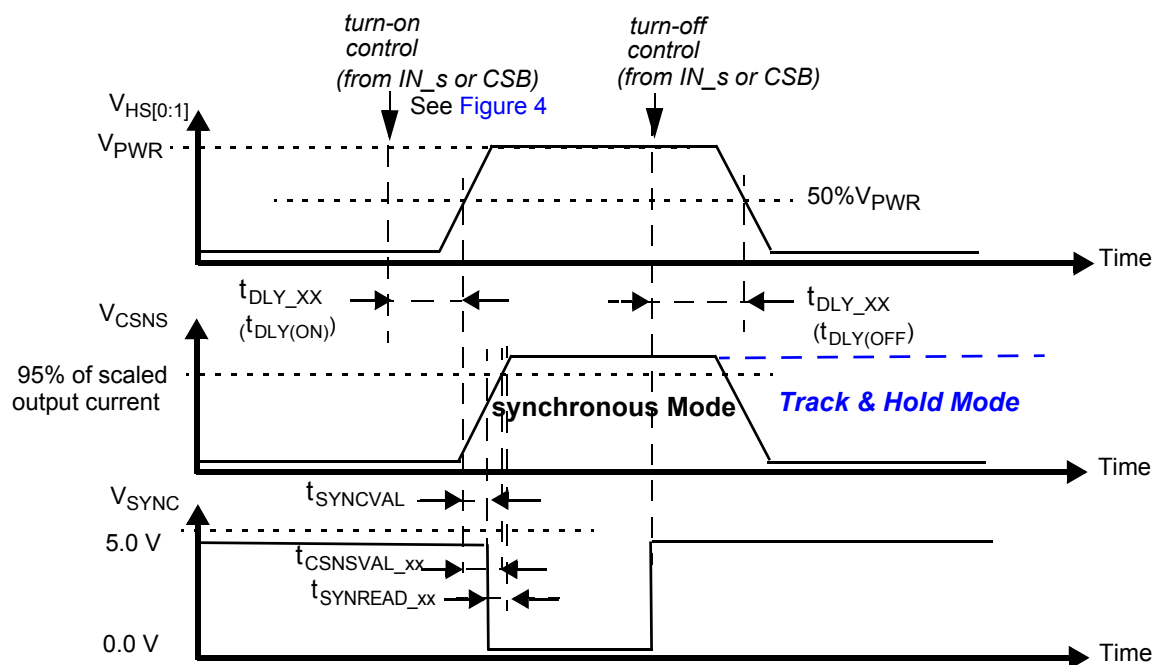 turn-on
control
(from IN_s or CSB)
See Figure 4
turn-off
control
(from IN_s or CSB)
VHS[0:1]
VPWR
50%VPWR
Time
tDLY_XX
(tDLY(ON))
tDLY_XX
(tDLY(OFF)
VCSNS
95% of scaled
output current
synchronous Mode
Track & Hold Mode
Time
tSYNCVAL
VSYNC
5.0 V
tCSNSVAL_xx
tSYNREAD_xx
0.0 V
Time